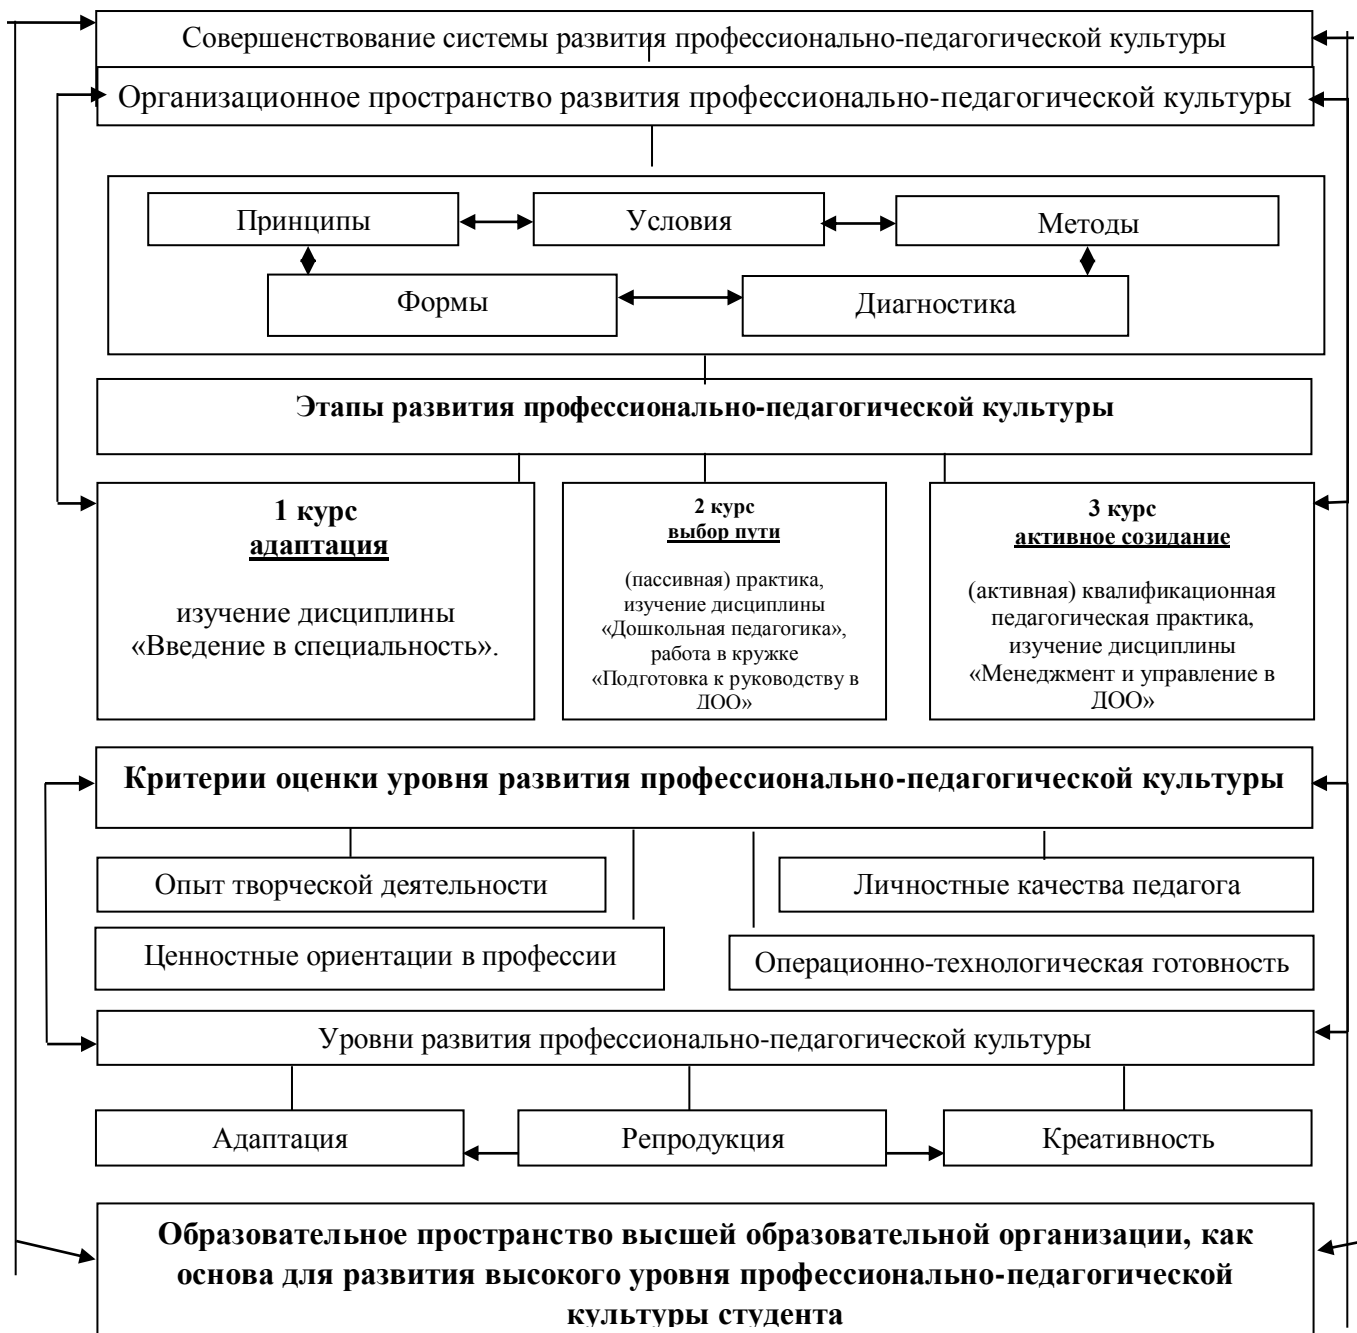 Совершенствование системы развития профессионально-педагогической культуры
Организационное пространство развития профессионально-педагогической культуры
Принципы
Условия
Методы
Формы
Диагностика
Этапы развития профессионально-педагогической культуры
1 курс
адаптация
изучение дисциплины
«Введение в специальность».
2 курс
выбор пути
(пассивная) практика,
изучение дисциплины
«Дошкольная педагогика»,
работа в кружке
«Подготовка к руководству в
ДОО»
3 курс
активное созидание
(активная) квалификационная
педагогическая практика,
изучение дисциплины
«Менеджмент и управление в
ДОО»
Критерии оценки уровня развития профессионально-педагогической культуры
Опыт творческой деятельности
Личностные качества педагога
Ценностные ориентации в профессии
Операционно-технологическая готовность
Уровни развития профессионально-педагогической культуры
Адаптация
Репродукция
Креативность
Образовательное пространство высшей образовательной организации, как
основа для развития высокого уровня профессионально-педагогической
культуры студента